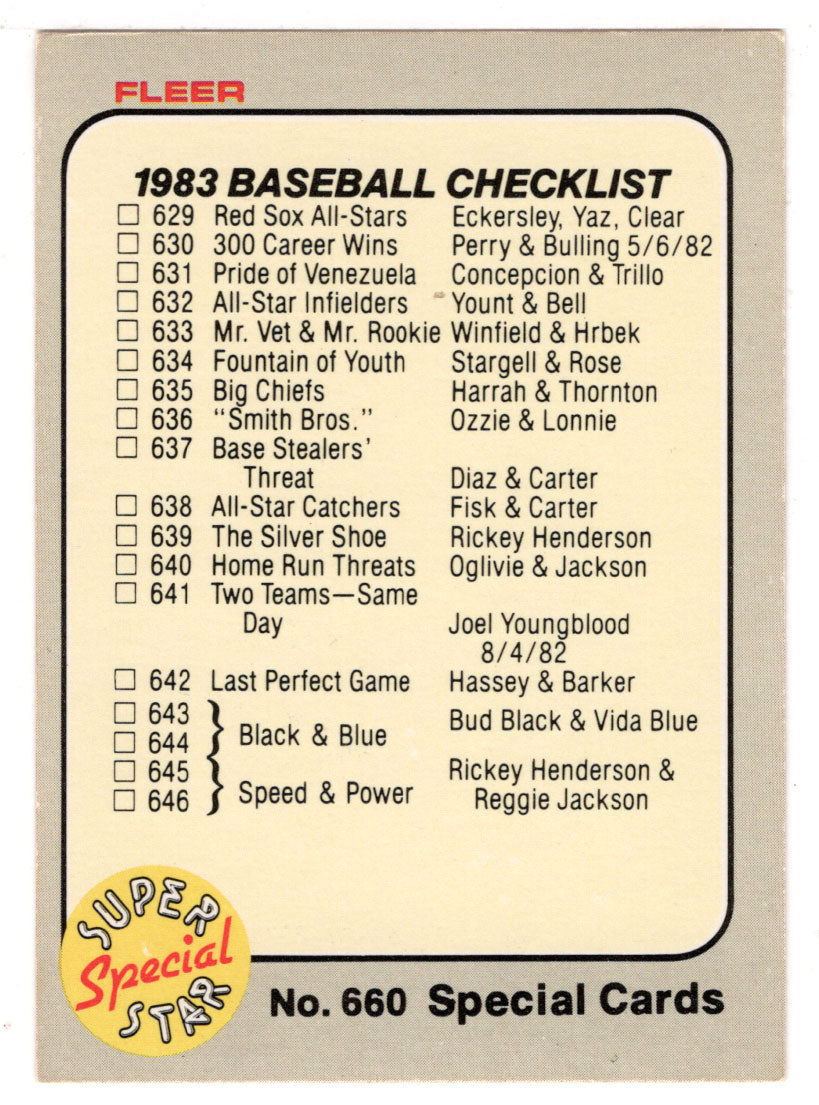 FLEER
1983 BASEBALL CHECKLIST
629 Red Sox All-Stars Eckersley, Yaz, Clear
630 300 Career Wins Perry & Bulling 5/6/82
631 Pride of Venezuela Concepcion & Trillo
632 All-Star Infielders Yount & Bell
633 Mr. Vet & Mr. Rookie Winfield & Hrbek
634 Fountain of Youth Stargell & Rose
635 Big Chiefs Harrah & Thornton
636 "Smith Bros." Ozzie & Lonnie
637 Base Stealers'
Threat Diaz & Carter
638 All-Star Catchers Fisk & Carter
639 The Silver Shoe Rickey Henderson
640 Home Run Threats Oglivie & Jackson
641 Two Teams—Same
Day Joel Youngblood
8/4/82
642 Last Perfect Game Hassey & Barker
643
644 } Black & Blue Bud Black & Vida Blue
645
646 } Speed & Power Rickey Henderson &
Reggie Jackson
SUPER
Special
STAR
No. 660 Special Cards